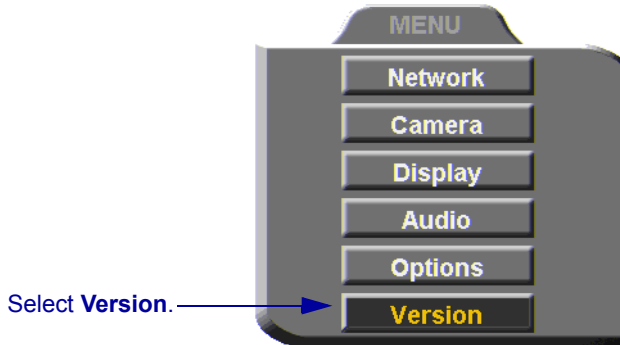 MENU
Network
Camera
Display
Audio
Options
Select Version.
Version